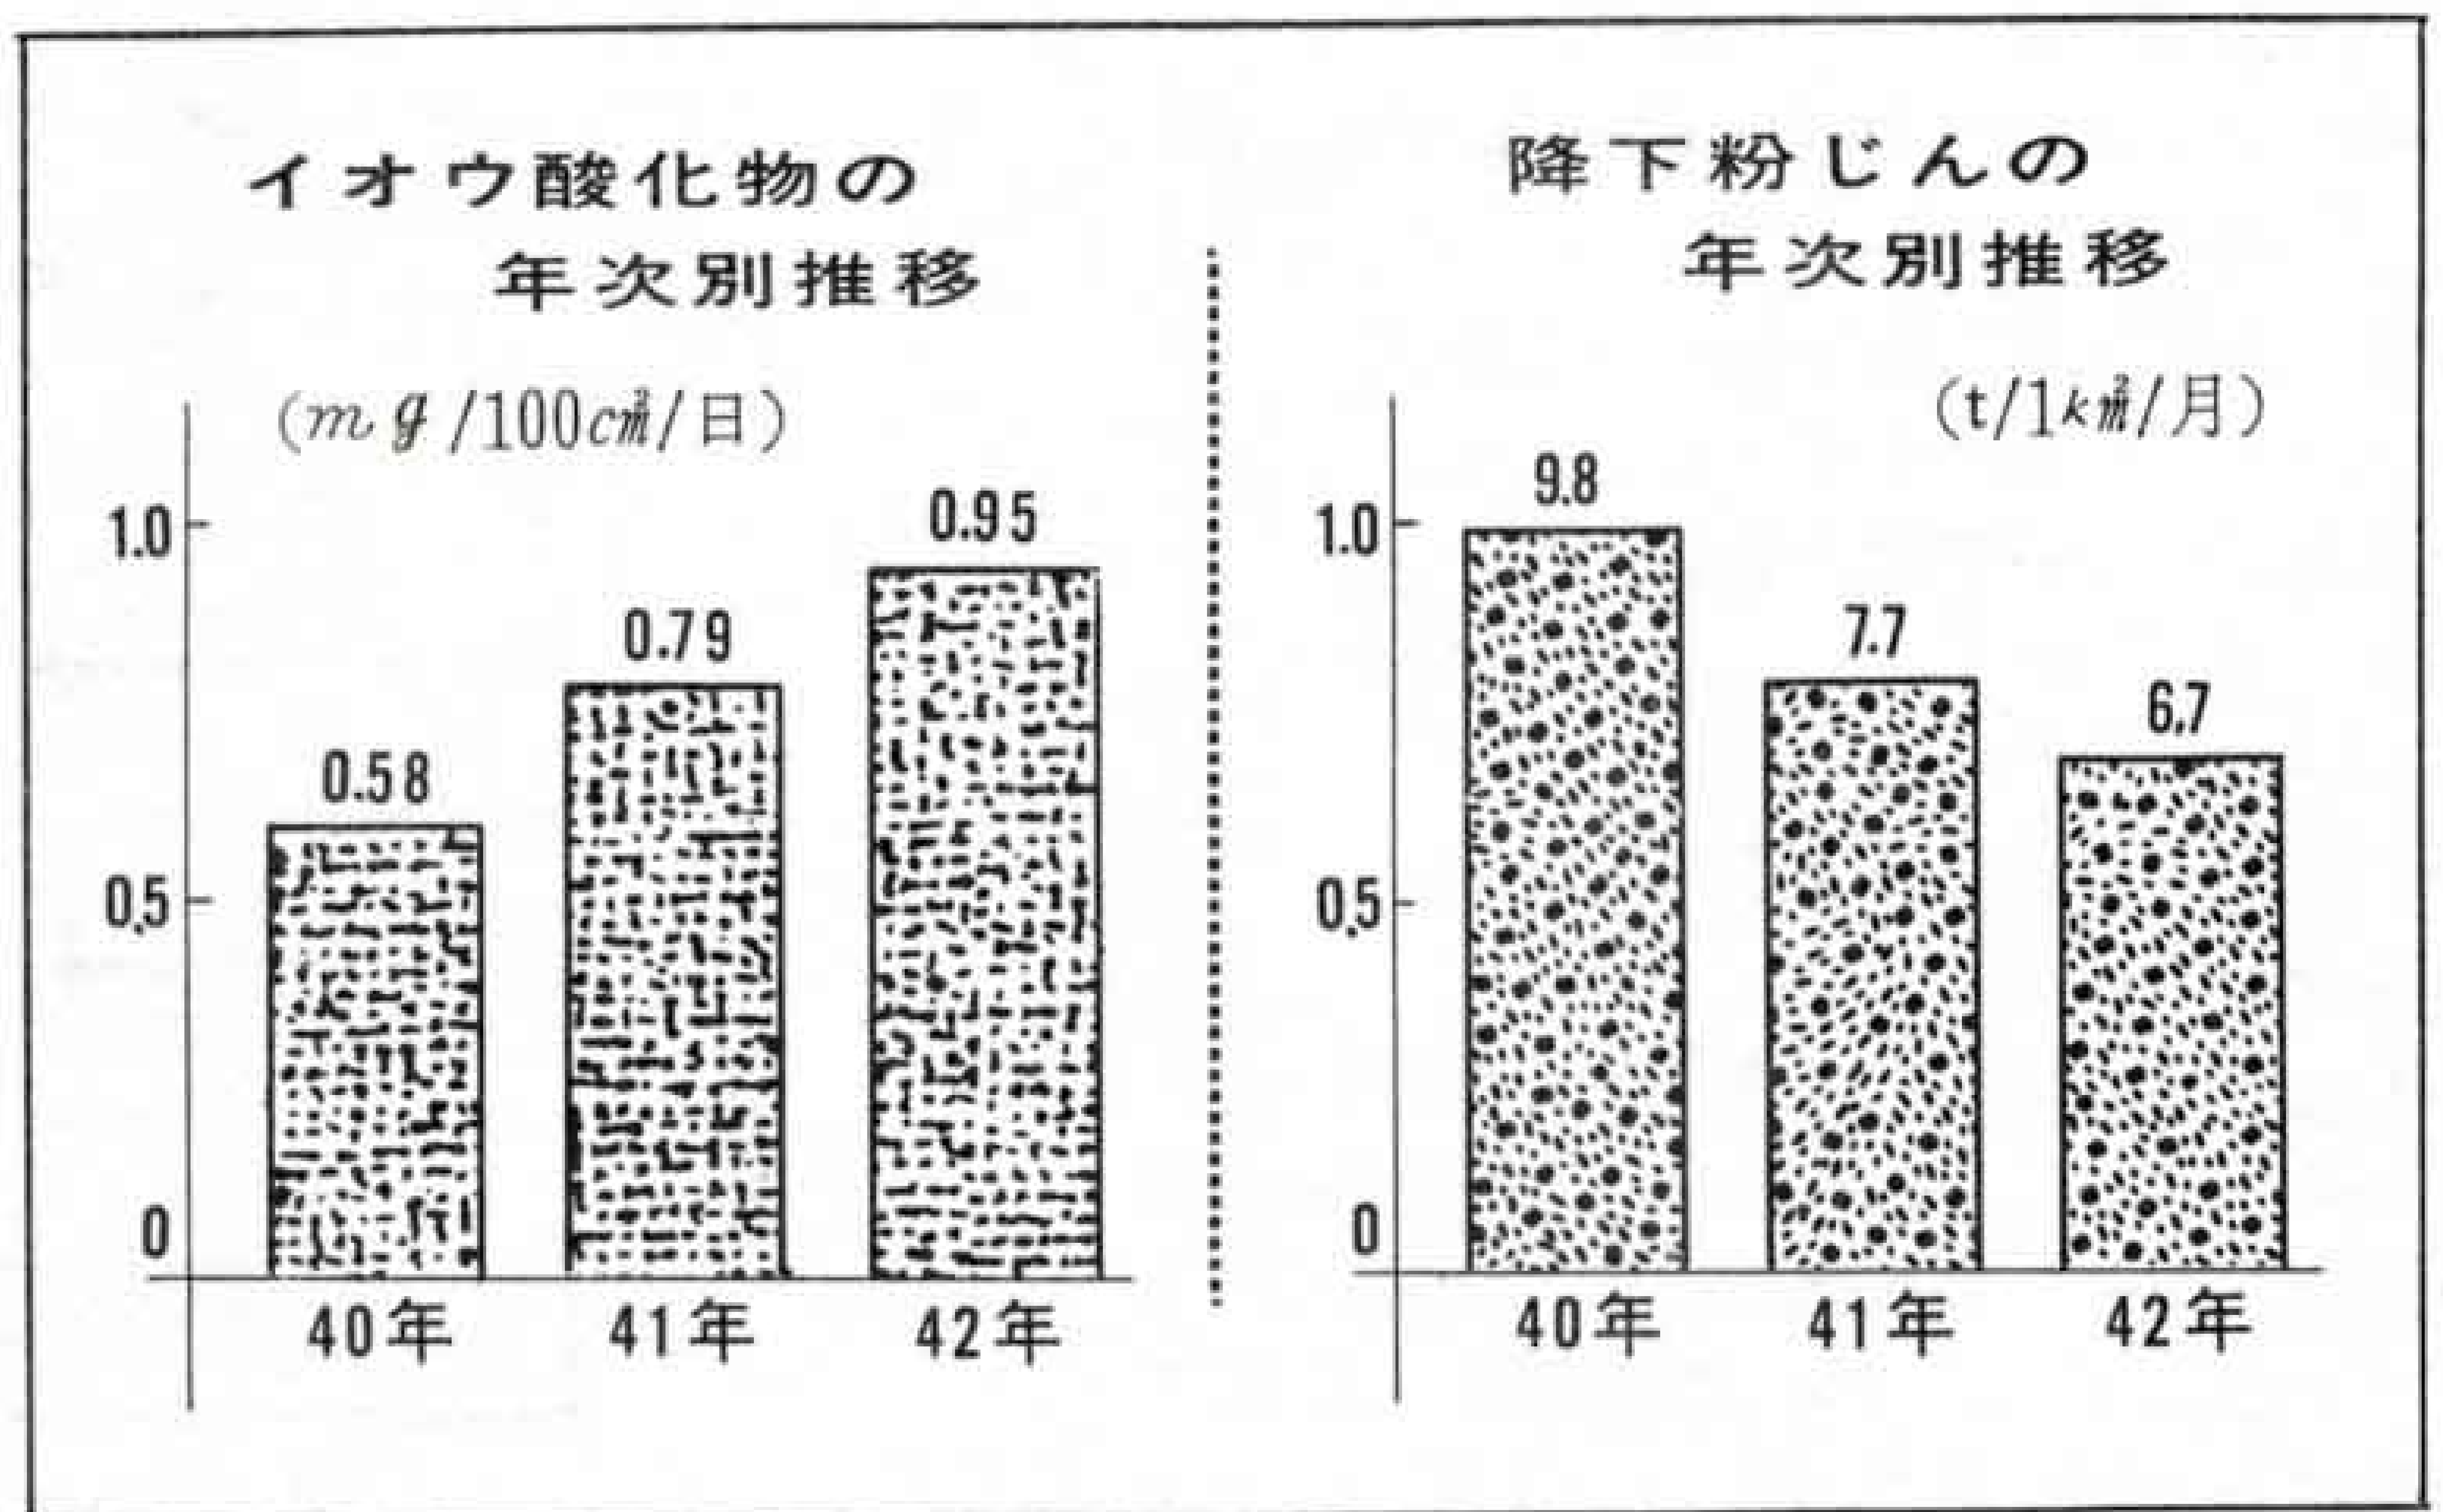 イオウ酸化物の
年次別推移
(mg/100㎠/日)
1.0
0.5
0
0.58
0.79
0.95
40年
41年
42年
降下粉じんの
年次別推移
(t/1㎢/月)
1.0
0.5
0
9.8
7.7
6.7
40年
41年
42年